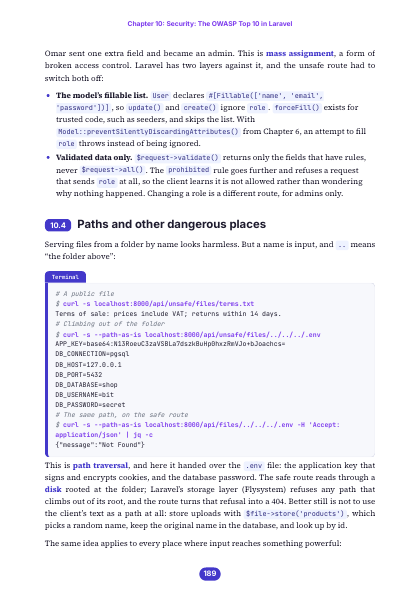 Chapter 10: Security: The OWASP Top 10 in Laravel
Omar sent one extra field and became an admin. This is mass assignment, a form of
broken access control. Laravel has two layers against it, and the unsafe route had to
switch both off:
• The model's fillable list. User declares #[Fillable(['name', 'email',
'password'])], so update() and create() ignore role. forceFill() exists for
trusted code, such as seeders, and skips the list. With
Model::preventSilentlyDiscardingAttributes() from Chapter 6, an attempt to fill
role throws instead of being ignored.
• Validated data only. $request->validate() returns only the fields that have rules,
never $request->all(). The prohibited rule goes further and refuses a request
that sends role at all, so the client learns it is not allowed rather than wondering
why nothing happened. Changing a role is a different route, for admins only.
10.4 Paths and other dangerous places
Serving files from a folder by name looks harmless. But a name is input, and .. means
“the folder above”:
Terminal
# A public file
$ curl -s localhost:8000/api/unsafe/files/terms.txt
Terms of sale: prices include VAT; returns within 14 days.
# Climbing out of the folder
$ curl -s --path-as-is localhost:8000/api/unsafe/files/../../../.env
DB_CONNECTION=pgsql
DB_HOST=127.0.0.1
DB_PORT=5432
DB_DATABASE=shop
DB_USERNAME=bit
DB_PASSWORD=secret
# The same path, on the safe route
$ curl -s --path-as-is localhost:8000/api/files/../../../.env -H 'Accept:
application/json' | jq -c
{"message":"Not Found"}
This is path traversal, and here it handed over the .env file: the application key that
signs and encrypts cookies, and the database password. The safe route reads through a
disk rooted at the folder; Laravel's storage layer (Flysystem) refuses any path that
climbs out of its root, and the route turns that refusal into a 404. Better still is not to use
the client's text as a path at all: store uploads with $file->store('products'), which
picks a random name, keep the original name in the database, and look up by id.
The same idea applies to every place where input reaches something powerful:
189